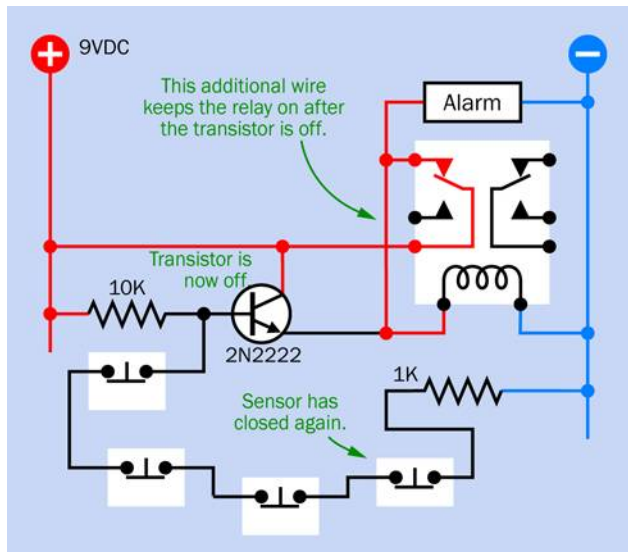 9VDC
This additional wire
keeps the relay on after
the transistor is off.
Alarm
Transistor is
now off
10K
2N2222
1K
Sensor has
closed again.